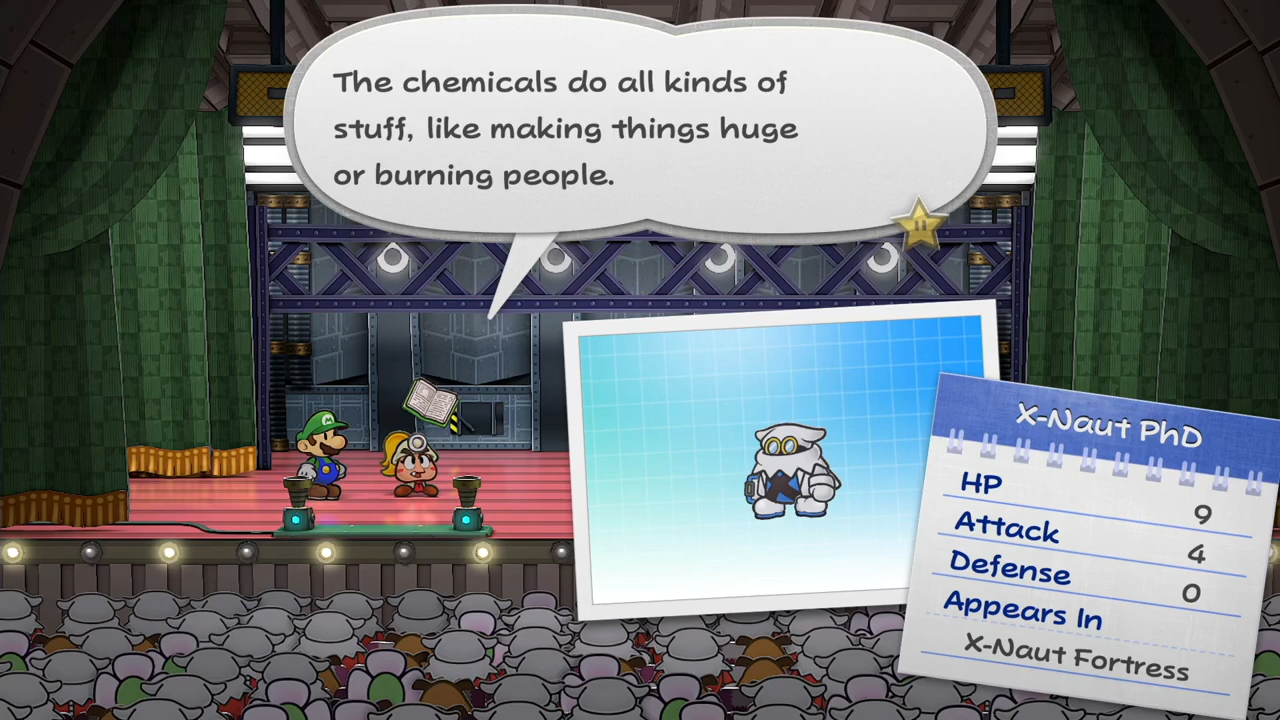 The chemicals do all kinds of
stuff, like making things huge
or burning people.
X-Naut PhD
HP 9
Attack 4
Defense 0
Appears In
X-Naut Fortress